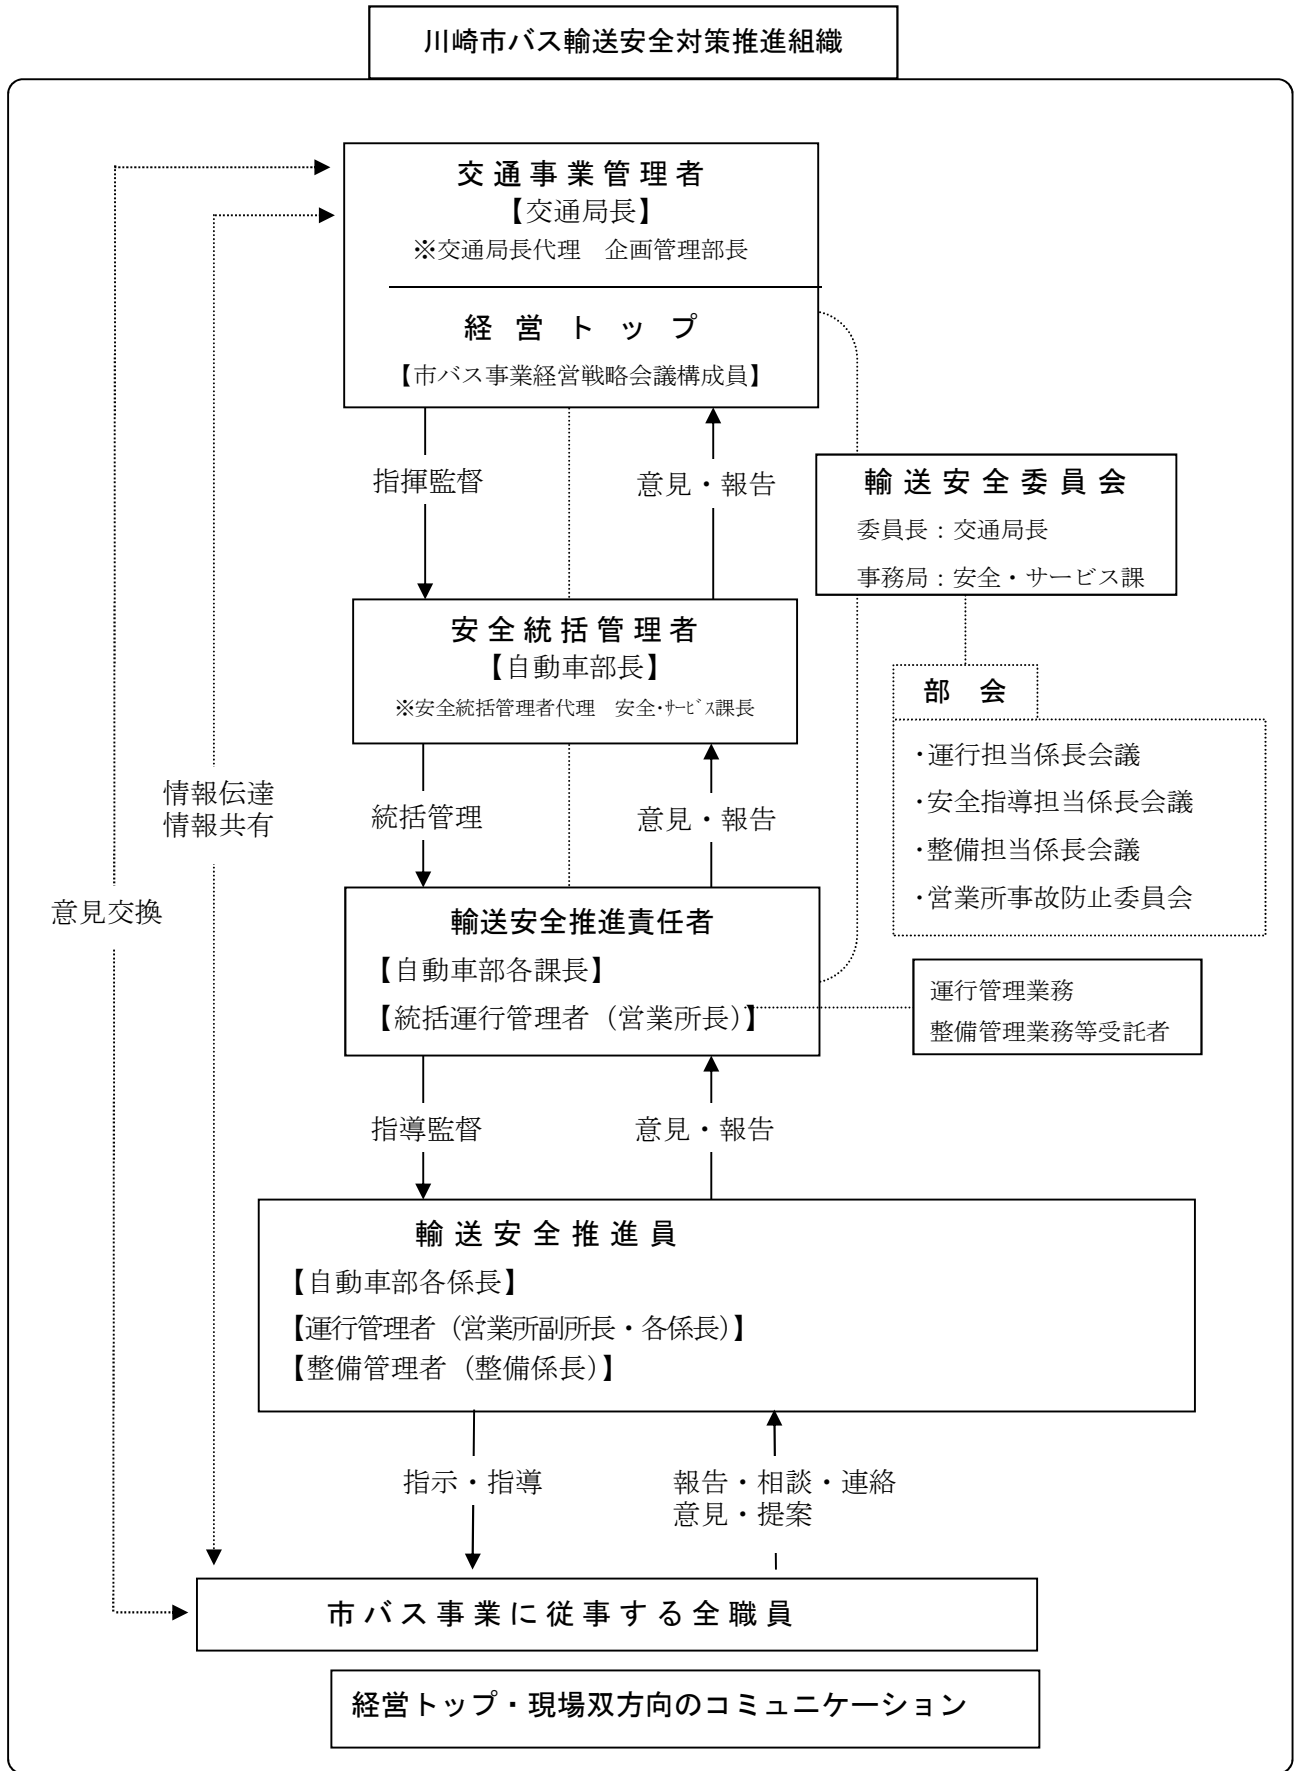 川崎市バス輸送安全対策推進組織
交通事業管理者
【交通局長】
※交通局長代理　企画管理部長
経営トップ
【市バス事業経営戦略会議構成員】
指揮監督
意見・報告
輸送安全委員会
委員長：交通局長
事務局：安全・サービス課
安全統括管理者
【自動車部長】
※安全統括管理者代理　安全・ｻｰﾋﾞｽ課長
部　会
・運行担当係長会議
・安全指導担当係長会議
・整備担当係長会議
・営業所事故防止委員会
情報伝達
情報共有
統括管理
意見・報告
意見交換
輸送安全推進責任者
【自動車部各課長】
【統括運行管理者（営業所長）】
運行管理業務
整備管理業務等受託者
指導監督
意見・報告
輸送安全推進員
【自動車部各係長】
【運行管理者（営業所副所長・各係長）】
【整備管理者（整備係長）】
指示・指導
報告・相談・連絡
意見・提案
市バス事業に従事する全職員
経営トップ・現場双方向のコミュニケーション